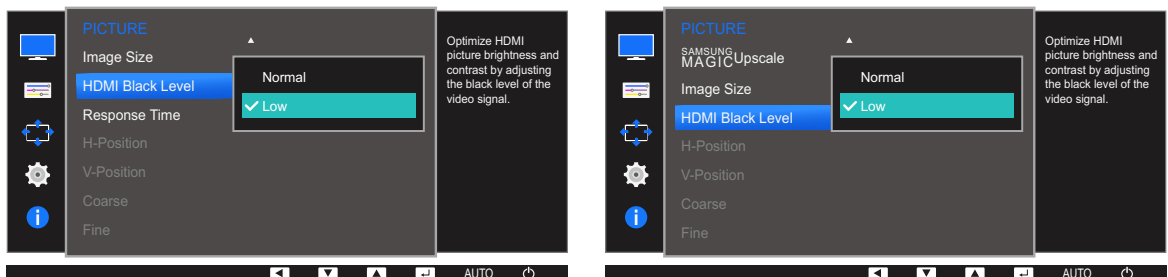 PICTURE
Image Size
HDMI Black Level
Response Time
H-Position
V-Position
Coarse
Fine
Normal
Low
Optimize HDMI
picture brightness and
contrast by adjusting
the black level of the
video signal.
AUTO
PICTURE
SAMSUNG
MAGIC Upscale
Image Size
HDMI Black Level
H-Position
V-Position
Coarse
Fine
Normal
Low
Optimize HDMI
picture brightness and
contrast by adjusting
the black level of the
video signal.
AUTO